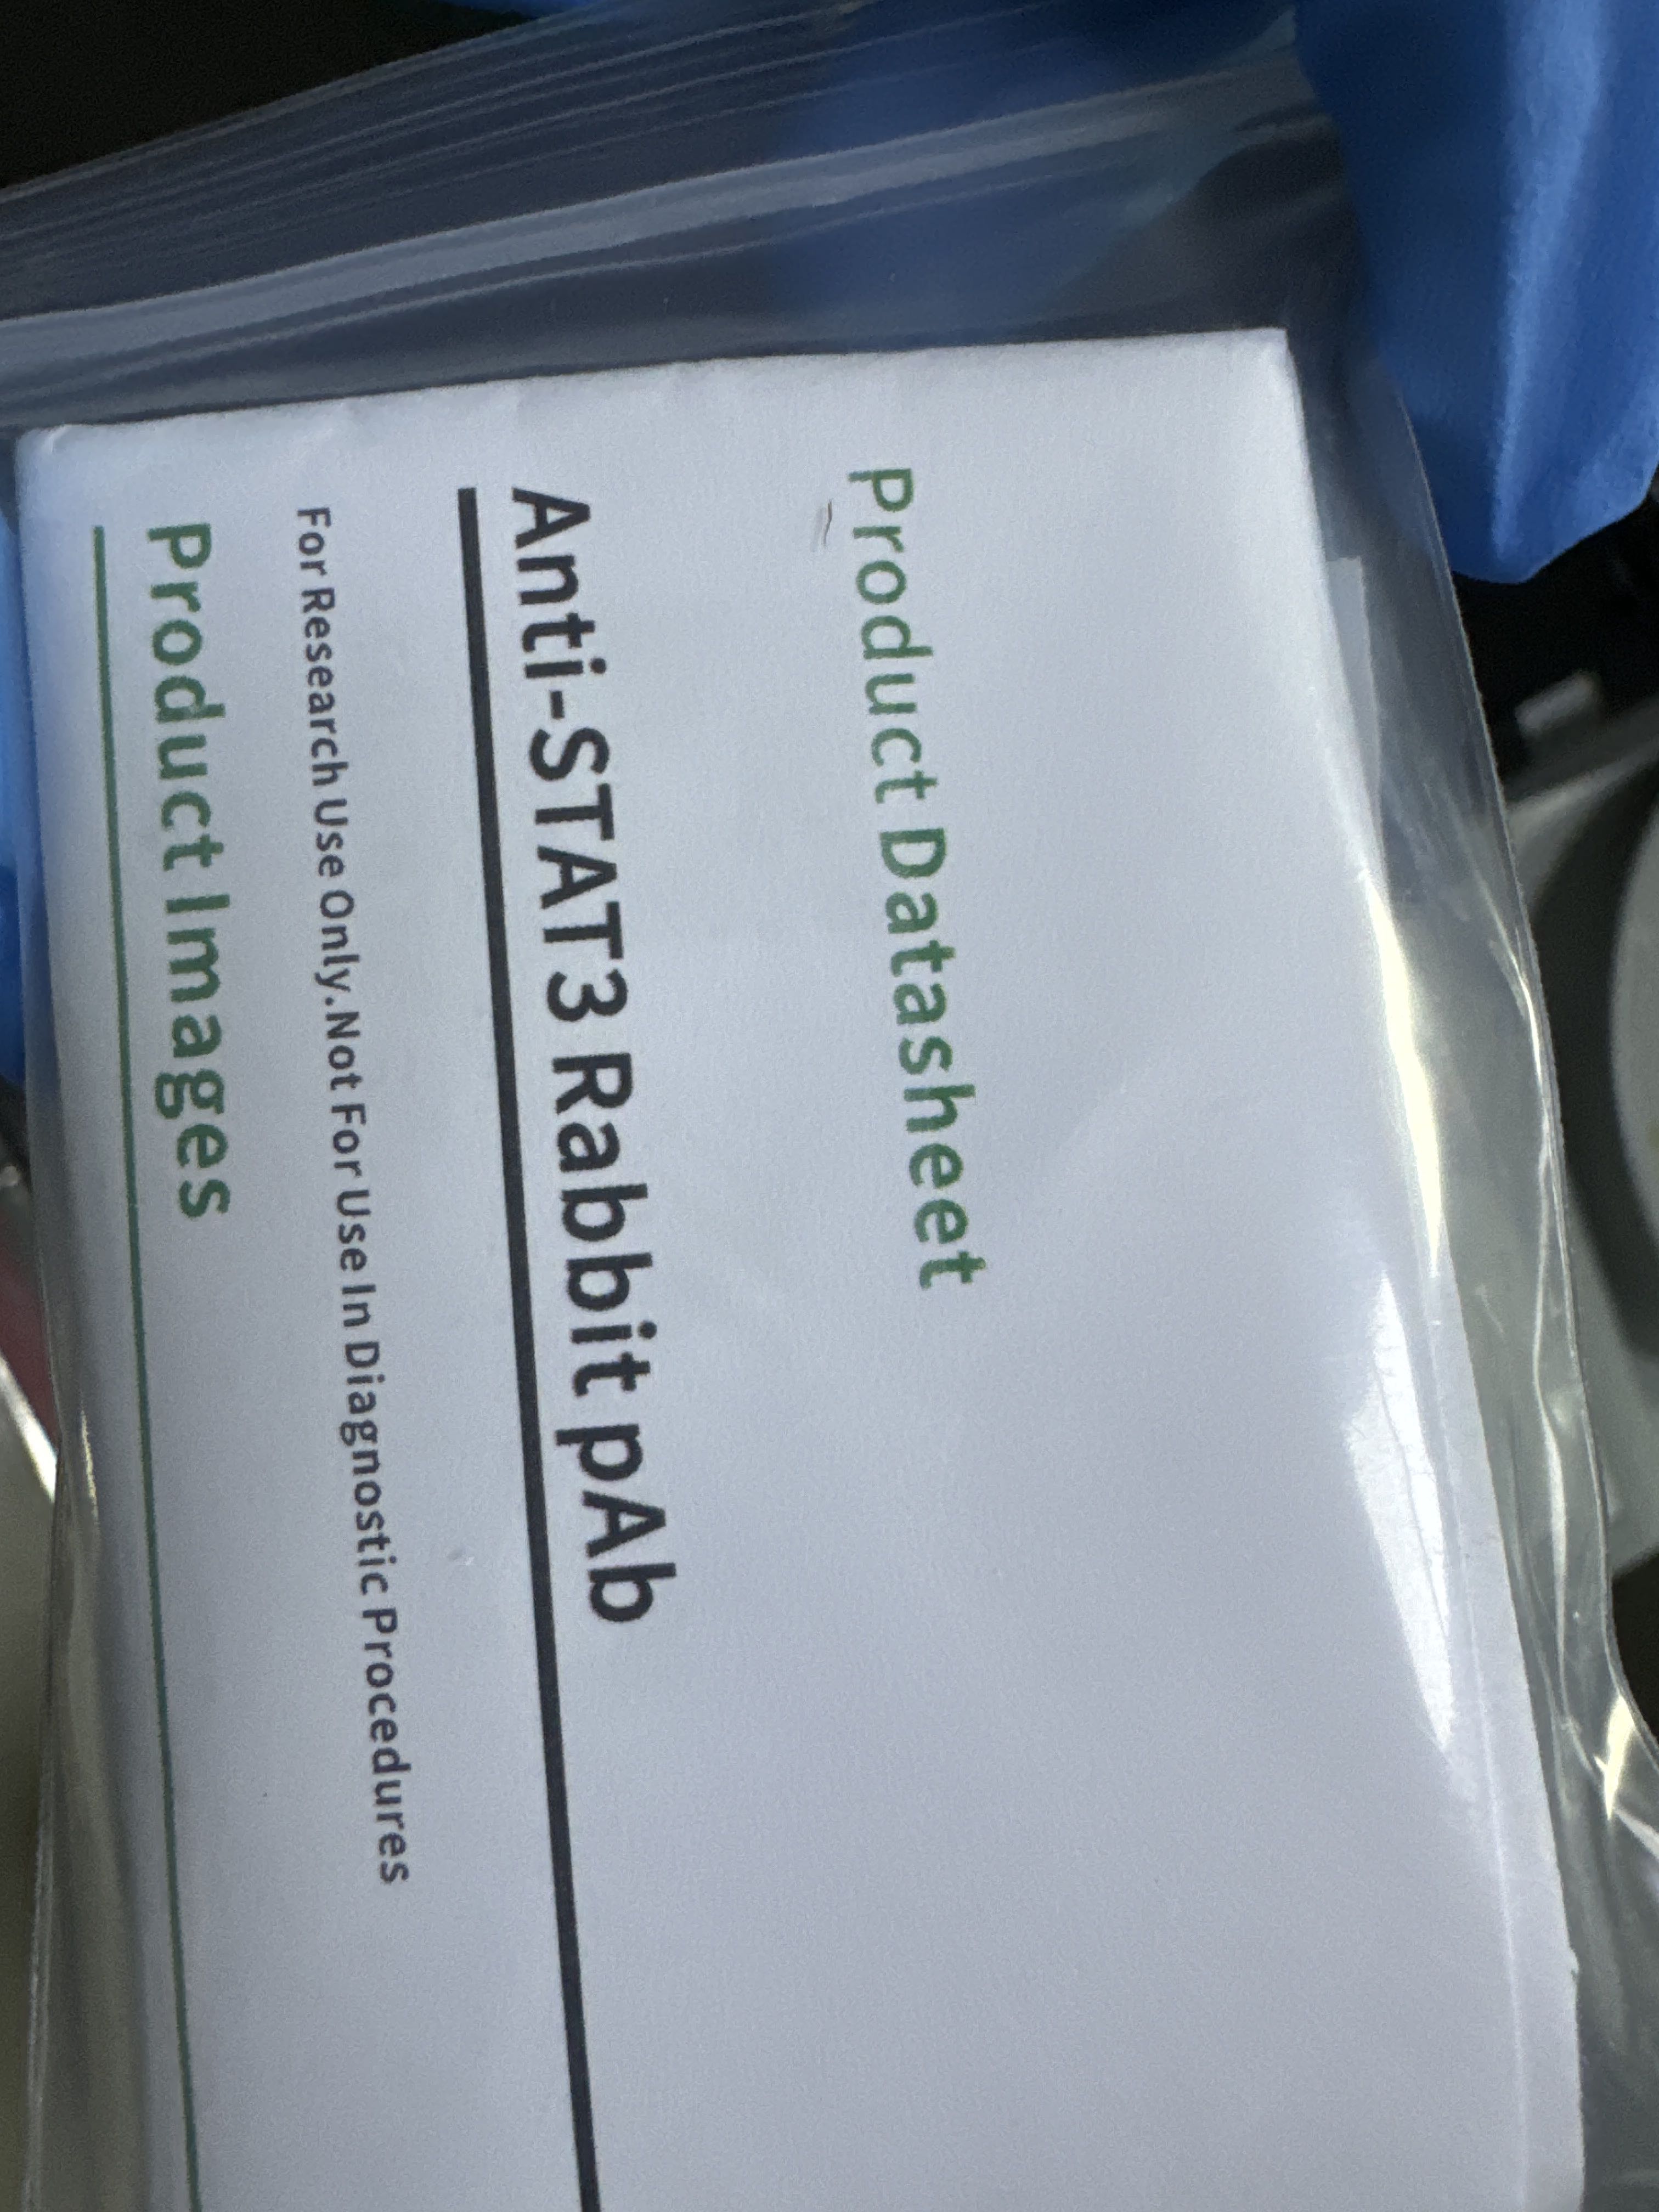 Product Datasheet
Anti-STAT3 Rabbit pAb
For Research Use Only.Not For Use In Diagnostic Procedures
Product Images